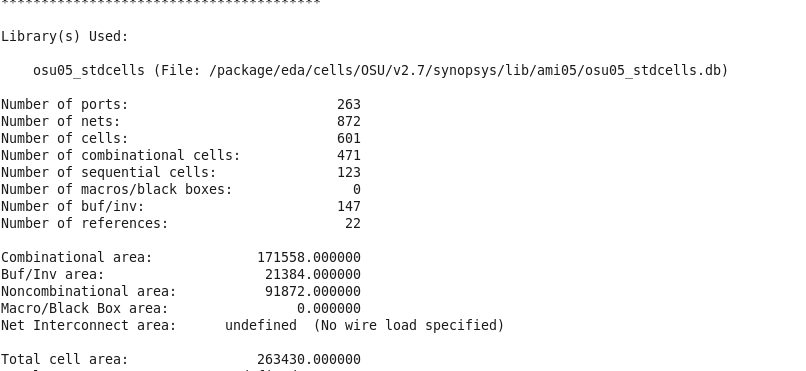 ****************************************
Library(s) Used:
osu05_stdcells (File: /package/eda/cells/OSU/v2.7/synopsys/lib/ami05/osu05_stdcells.db)
Number of ports: 263
Number of nets: 872
Number of cells: 601
Number of combinational cells: 471
Number of sequential cells: 123
Number of macros/black boxes: 0
Number of buf/inv: 147
Number of references: 22
Combinational area: 171558.000000
Buf/Inv area: 21384.000000
Noncombinational area: 91872.000000
Macro/Black Box area: 0.000000
Net Interconnect area: undefined (No wire load specified)
Total cell area: 263430.000000